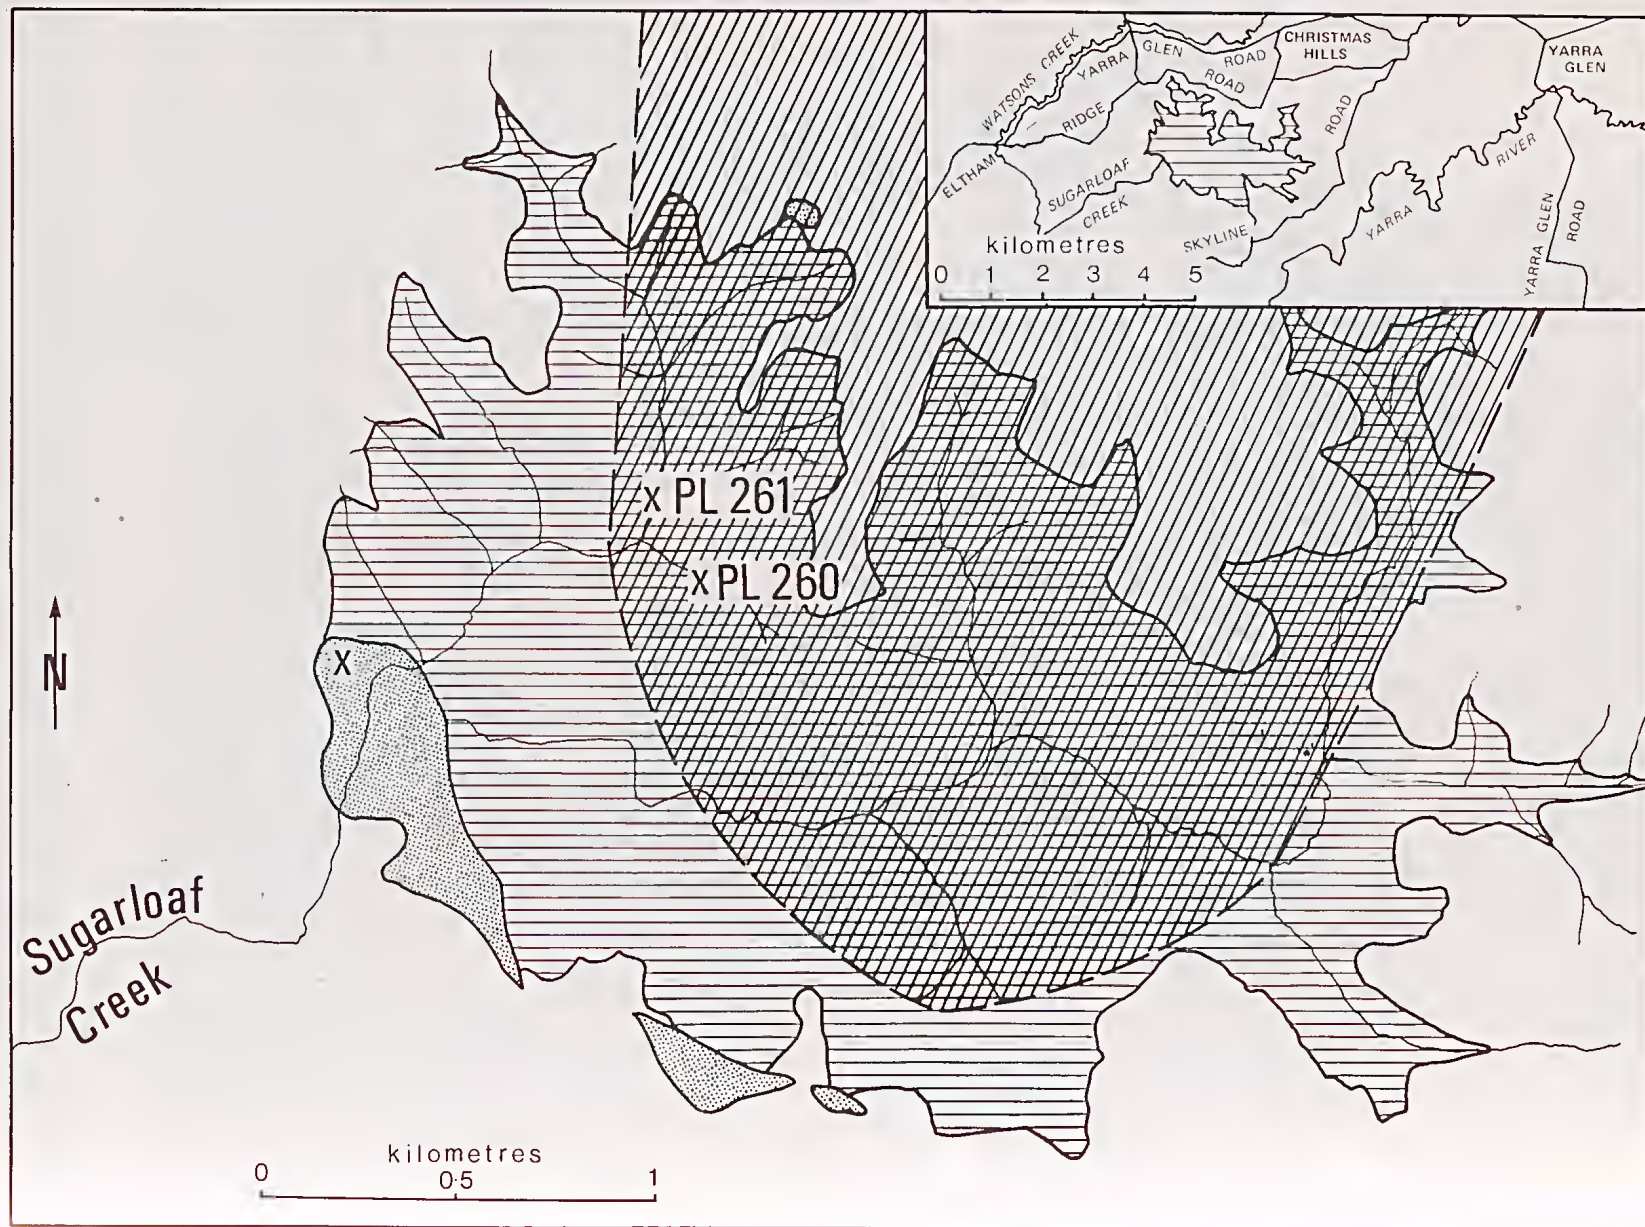 WATSONS CREEK
YARRA
GLEN
ROAD
ROAD
CHRISTMAS
HILLS
YARRA
GLEN
RIDGE
ROAD
ELTHAM
SUGARLOAF
CREEK
SKYLINE
YARRA
RIVER
YARRA GLEN
ROAD
kilometres
0 1 2 3 4 5
x PL 261
x PL 260
X
N
Sugarloaf
Creek
kilometres
0 0·5 1